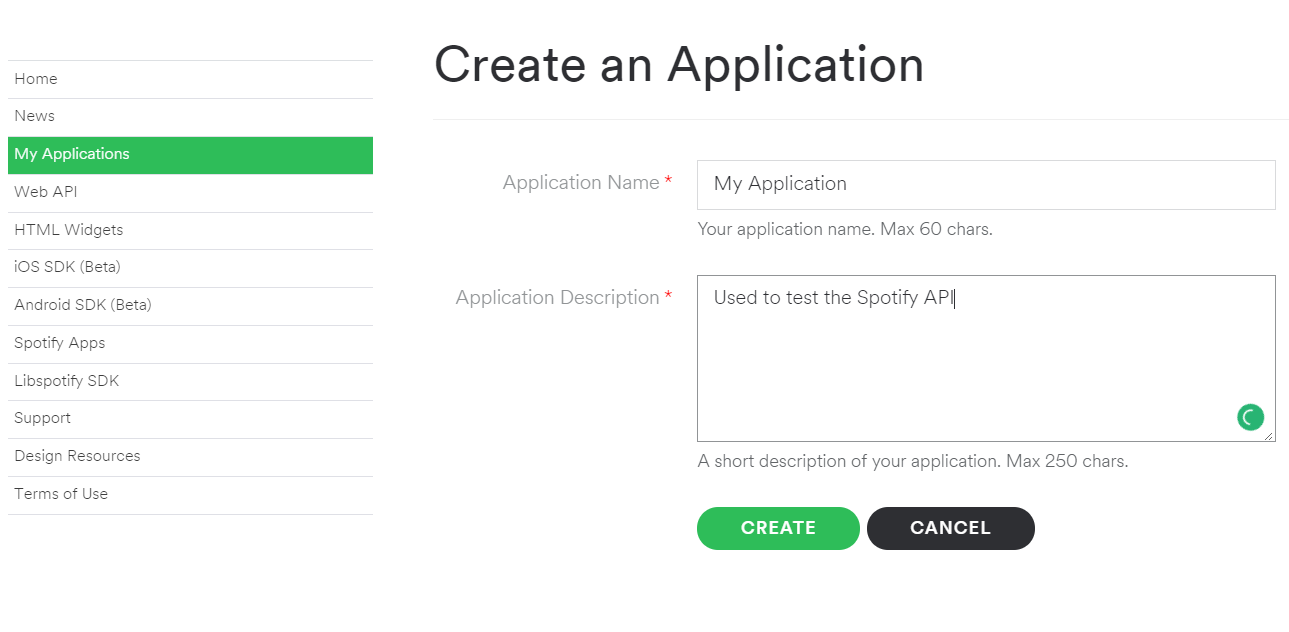 Home
News
My Applications
Web API
HTML Widgets
iOS SDK (Beta)
Android SDK (Beta)
Spotify Apps
Libspotify SDK
Support
Design Resources
Terms of Use
Create an Application
Application Name * My Application
Your application name. Max 60 chars.
Application Description * Used to test the Spotify API
A short description of your application. Max 250 chars.
CREATE CANCEL